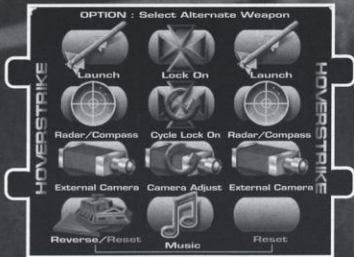 OPTION : Select Alternate Weapon
Launch Lock On Launch
Radar/Compass Cycle Lock On Radar/Compass
External Camera Camera Adjust External Camera
Reverse/Reset Music Reset
HOVERSTRIKE
HOVERSTRIKE